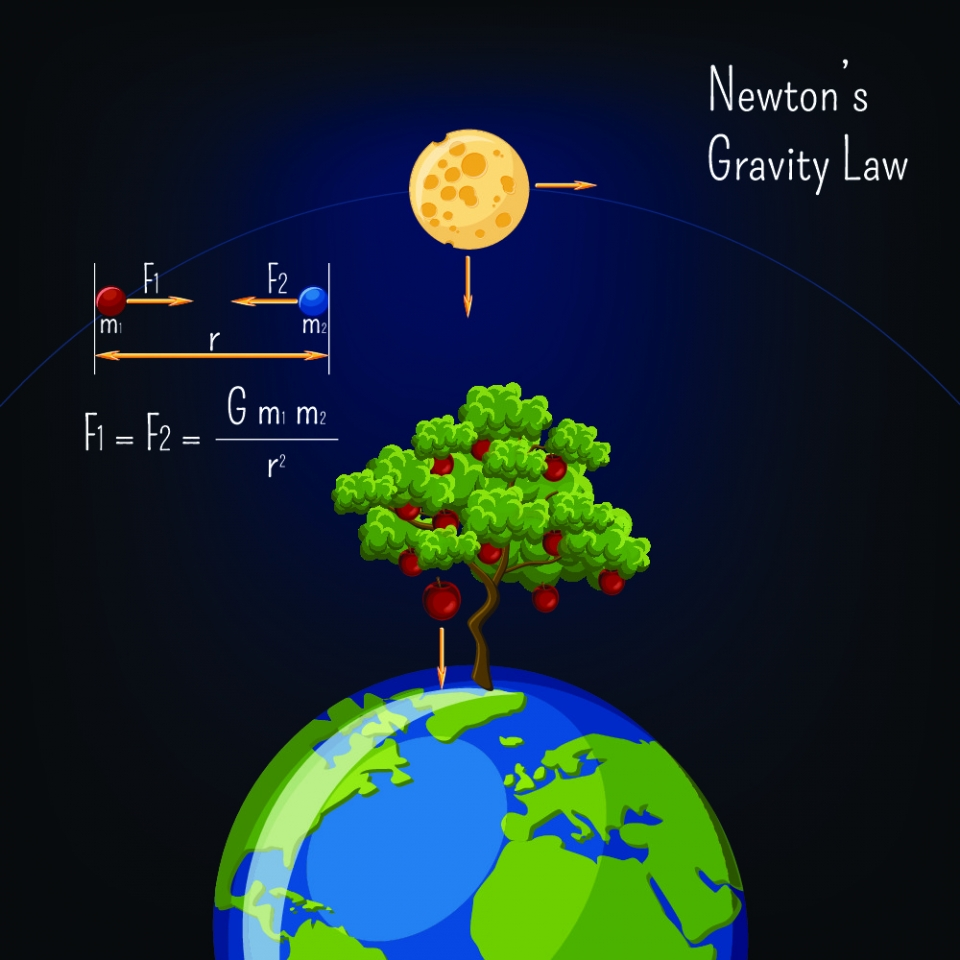 Newton's
Gravity Law
F1 F2
m1 m2
r
F1 = F2 = G m1 m2
r2